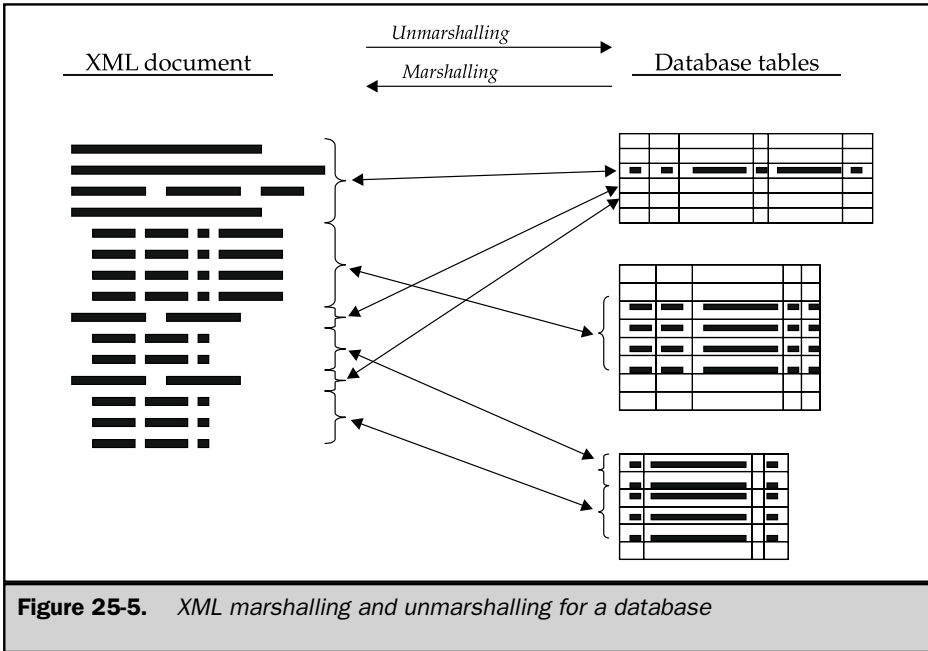 Unmarshalling
XML document
Marshalling
Database tables
Figure 25-5. XML marshalling and unmarshalling for a database